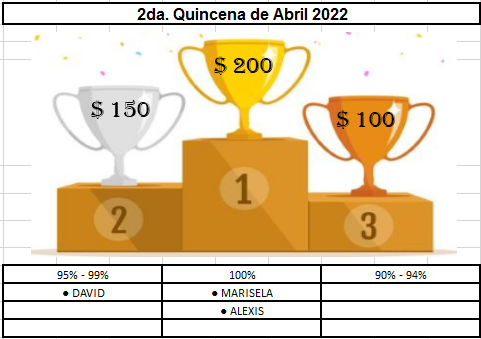 2da. Quincena de Abril 2022
$ 200
$ 150
$ 100
1
2
3
95% - 99% 100% 90% - 94%
● DAVID ● MARISELA
● ALEXIS